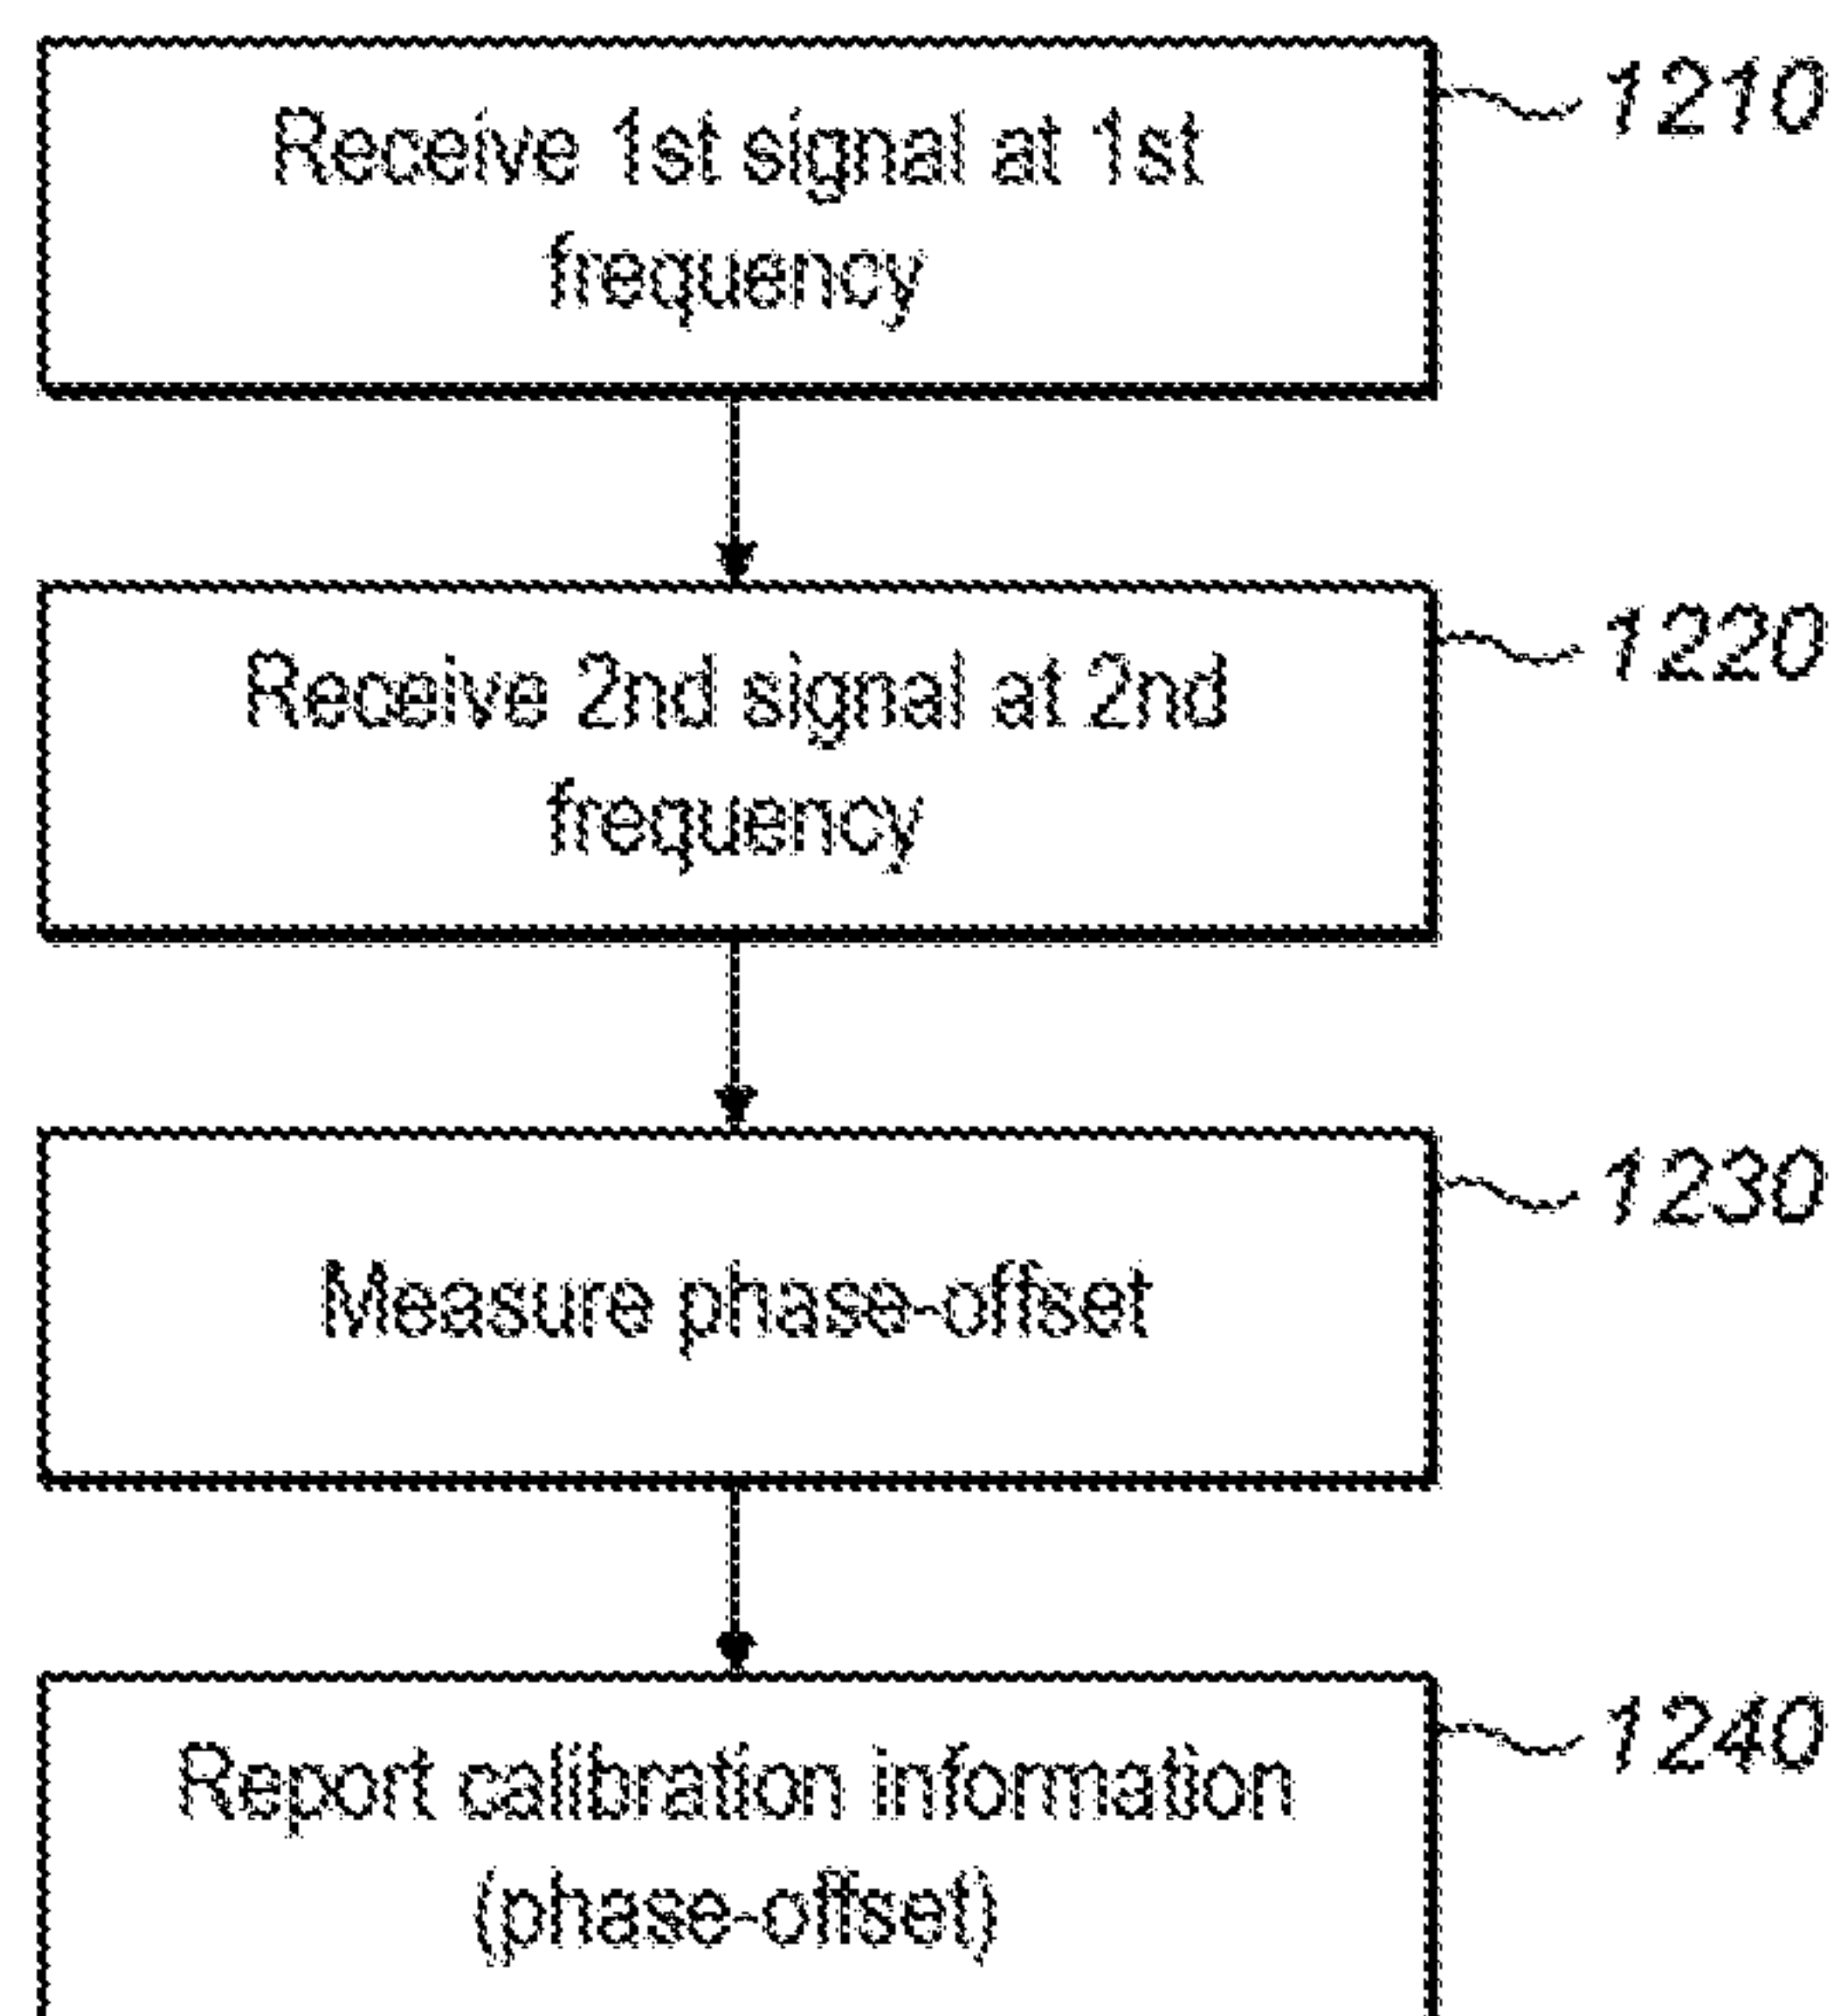 Receive 1st signal at 1st
frequency
1210
Receive 2nd signal at 2nd
frequency
1220
Measure phase-offset
1230
Report calibration information
(phase-offset)
1240